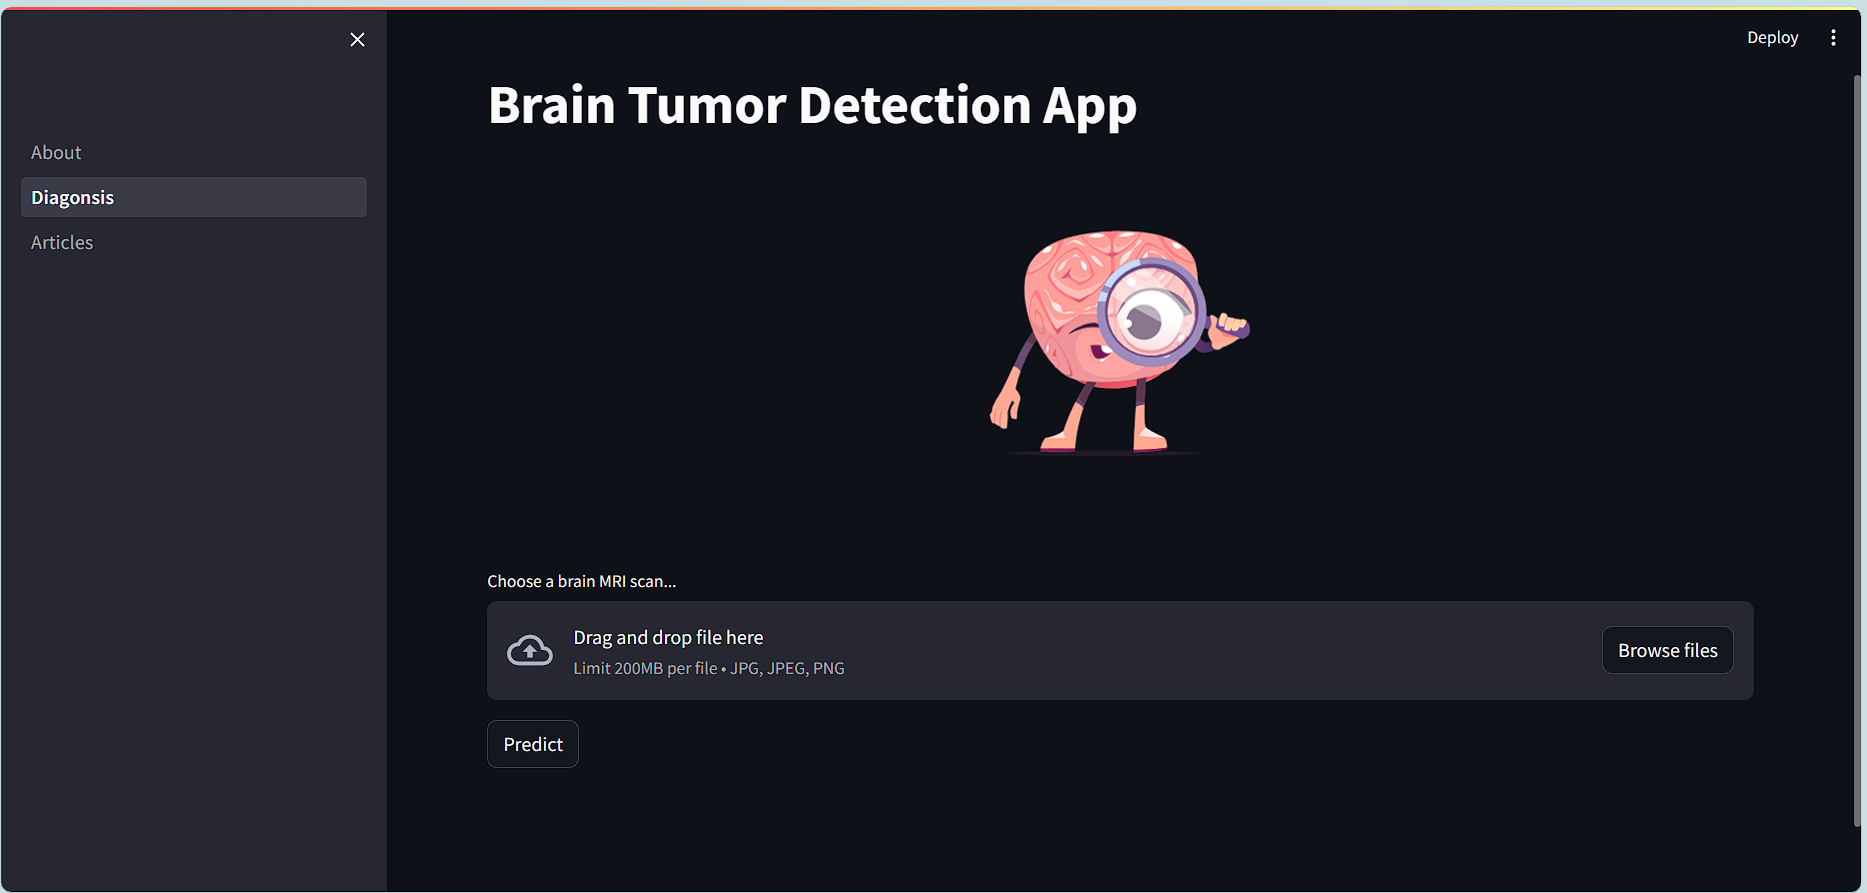 Deploy
About
Diagonsis
Articles
Brain Tumor Detection App
Choose a brain MRI scan...
Drag and drop file here
Limit 200MB per file • JPG, JPEG, PNG
Browse files
Predict